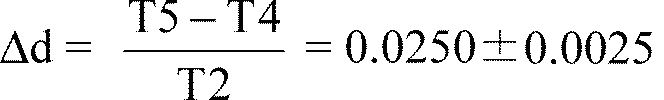 Δd = (T5 − T4) / T2 = 0.0250±0.0025